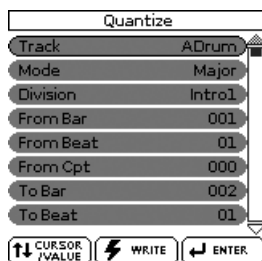 Quantize
Track ADrum
Mode Major
Division Intro1
From Bar 001
From Beat 01
From Cpt 000
To Bar 002
To Beat 01
CURSOR WRITE ENTER
/VALUE